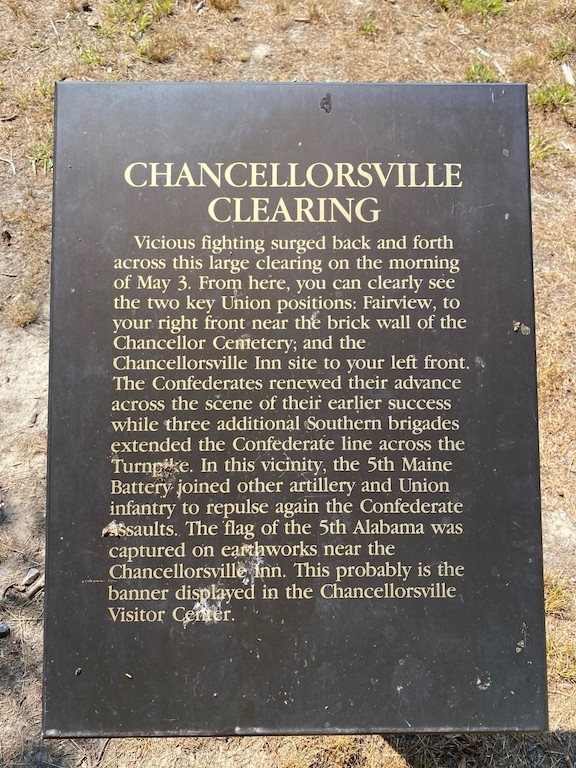 CHANCELLORSVILLE
CLEARING
Vicious fighting surged back and forth
across this large clearing on the morning
of May 3. From here, you can clearly see
the two key Union positions: Fairview, to
your right front near the brick wall of the
Chancellor Cemetery; and the
Chancellorsville Inn site to your left front.
The Confederates renewed their advance
across the scene of their earlier success
while three additional Southern brigades
extended the Confederate line across the
Turnpike. In this vicinity, the 5th Maine
Battery joined other artillery and Union
infantry to repulse again the Confederate
assaults. The flag of the 5th Alabama was
captured on earthworks near the
Chancellorsville Inn. This probably is the
banner displayed in the Chancellorsville
Visitor Center.